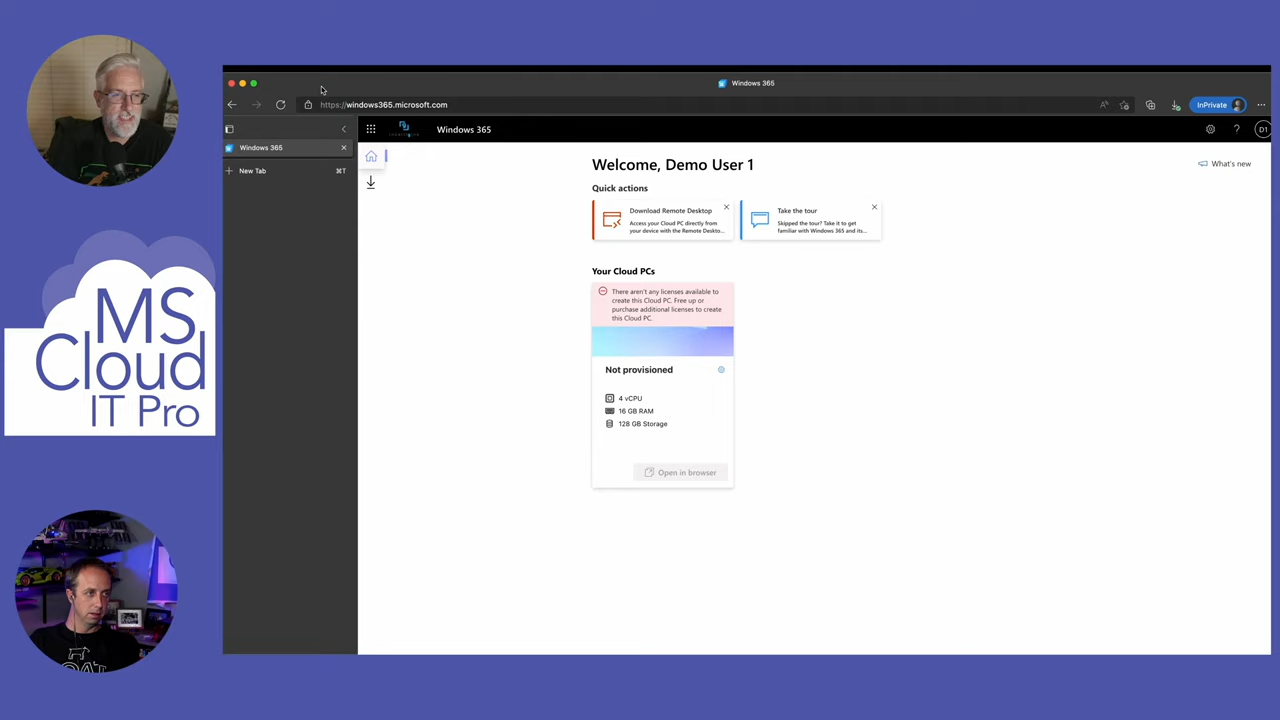 Windows 365
https://windows365.microsoft.com
InPrivate
Windows 365
Windows 365
D1
New Tab
⌘T
Welcome, Demo User 1
What's new
Quick actions
Download Remote Desktop
Access your Cloud PC directly from
your device with the Remote Deskto...
Take the tour
Skipped the tour? Take it to get
familiar with Windows 365 and its...
Your Cloud PCs
There aren't any licenses available to
create this Cloud PC. Free up or
purchase additional licenses to create
this Cloud PC.
Not provisioned
4 vCPU
16 GB RAM
128 GB Storage
Open in browser
MS
Cloud
IT Pro